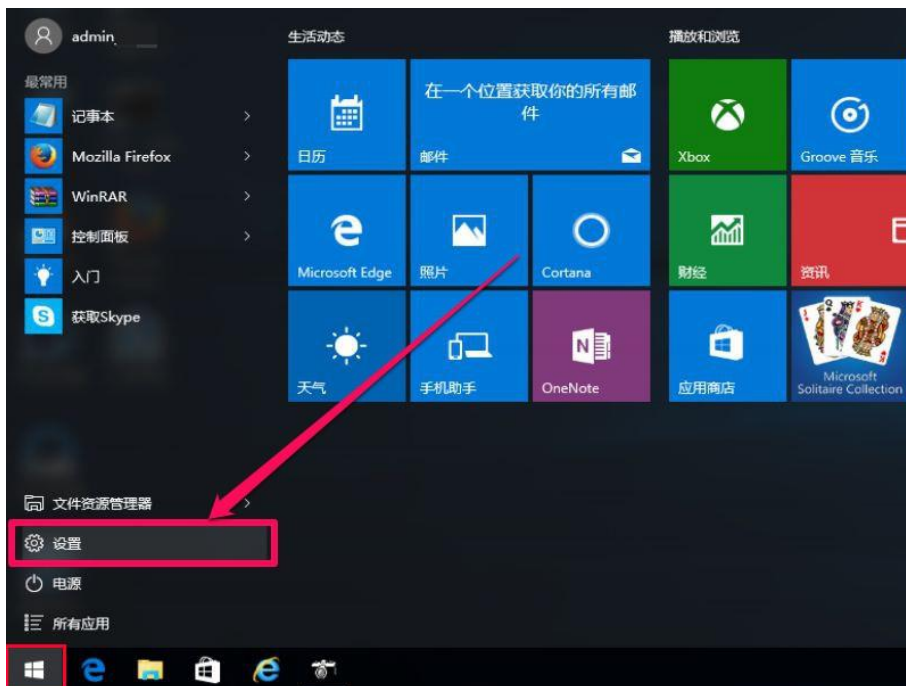 admin
最常用
记事本
Mozilla Firefox
WinRAR
控制面板
入门
获取Skype
文件资源管理器
设置
电源
所有应用
生活动态
日历
在一个位置获取你的所有邮
件
邮件
Microsoft Edge
照片
Cortana
天气
手机助手
OneNote
播放和浏览
Xbox
Groove 音乐
财经
资讯
应用商店
Microsoft
Solitaire Collection